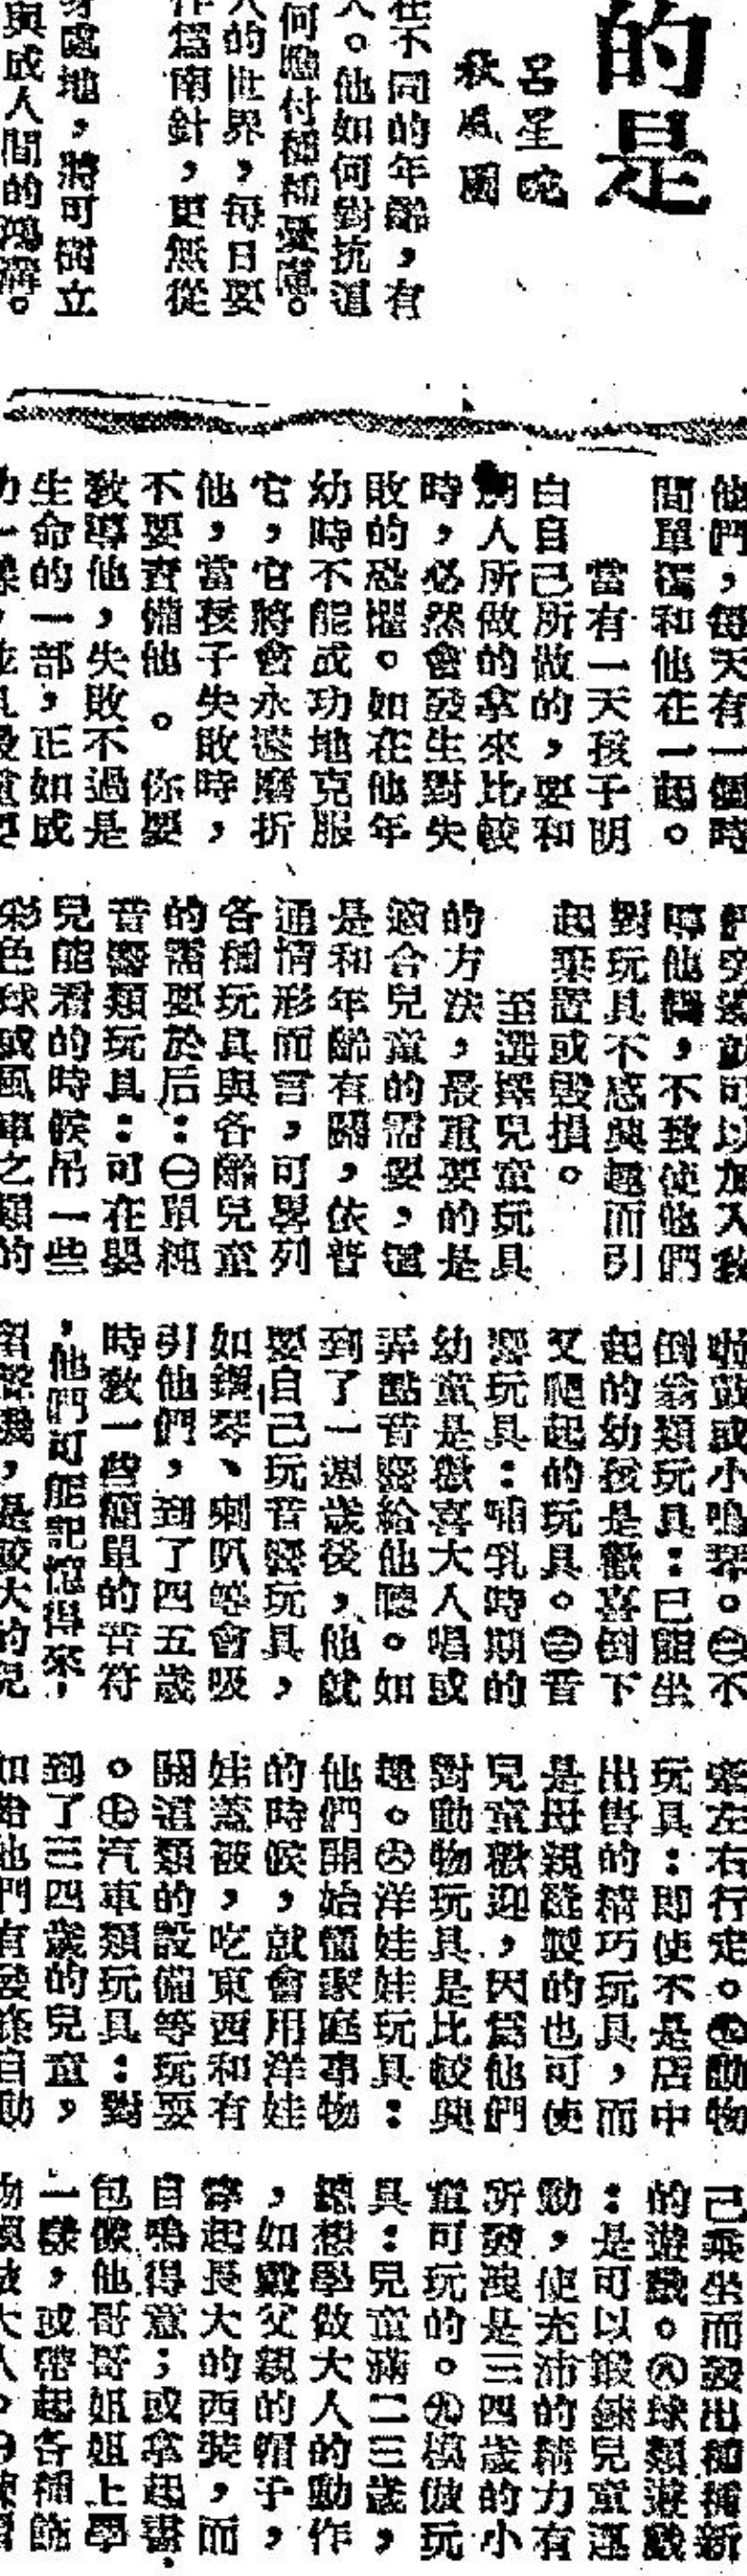 的是
呂星晥
秋風園
在不同的年齡，有
人。他如何對抗這
何應付種種憂慮。
人的世界，每日要
作爲南針，更無從
身處地，將可樹立
與成人間的鴻溝。
他們，每天有一個時
間單獨和他在一起。
當有一天孩子明
白自己所做的，要和
別人所做的拿來比較
時，必然會發生對失
敗的恐懼。如在他年
幼時不能成功地克服
它，它將會永遠磨折
他，當孩子失敗時，
不要責備他。你要
敎導他，失敗不過是
生命的一部，正如成
功一樣，並
們突
導他們，不致使他們
對玩具不感興趣而引
起棄置或毀損。
至選擇兒童玩具
的方決，最重要的是
適合兒童的需要，這
是和年齡有關，依普
通情形而言，可畧列
各種玩具與各齡兒童
的需要於后：㊀單純
音響類玩具：可在嬰
兒能看的時候吊一些
彩色球或風車之類的
啦鼓或小鳴琴。㊁不
倒翁類玩具：已能坐
起的幼孩是歡喜倒下
又爬起的玩具。㊂音
響玩具：哺乳時期的
幼童是歡喜大人唱或
弄點音響給他聽。如
到了一週歲後，他就
要自己玩音響玩具，
如鋼琴、喇叭等會吸
引他們，到了四五歲
時敎一些簡單的音符
，他們可能記憶得來，
留聲機，是較大的兒
牽左右行走。㊄動物
玩具：即使不是店中
出售的精巧玩具，而
是母親縫製的也可使
兒童歡迎，因爲他們
對動物玩具是比較興
趣。㊅洋娃娃玩具：
他們開始懂家庭事物
的時候，就會用洋娃
娃蓋被，吃東西和有
關這類的設備等玩耍
。㊆汽車類玩具：對
到了三四歲的兒童，
如給他們有發條自動
己乘坐而發出種種新
的遊戲。㊇球類遊戲
：是可以鍛鍊兒童運
動，使充沛的精力有
所發洩是三四歲的小
童可玩的。㊈模倣玩
具：兒童滿二三歲，
總想學做大人的動作
，如戴父親的帽子，
穿起長大的西裝，而
自鳴得意；或拿起書
包像他哥哥姐姐上學
一樣，或帶起各種飾
物模倣大人。